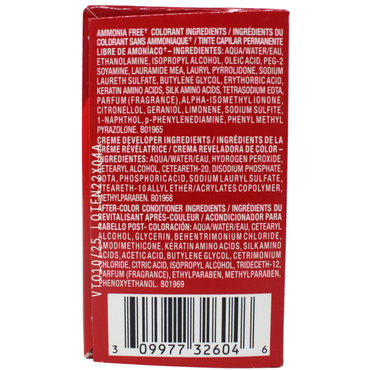 AMMONIA FREE† COLORANT INGREDIENTS / INGRÉDIENTS DU
COLORANT SANS AMMONIAQUE† / TINTE CAPILAR PERMANENTE
LIBRE DE AMONÍACO† – INGREDIENTES: AQUA/WATER/EAU,
ETHANOLAMINE, ISOPROPYL ALCOHOL, OLEIC ACID, PEG-2
SOYAMINE, LAURAMIDE MEA, LAURYL PYRROLIDONE, SODIUM
LAURETH SULFATE, BUTYLENE GLYCOL, ERYTHORBIC ACID,
KERATIN AMINO ACIDS, SILK AMINO ACIDS, TETRASODIUM EDTA,
PARFUM (FRAGRANCE), ALPHA-ISOMETHYL IONONE,
CITRONELLOL, GERANIOL, LIMONENE, SODIUM SULFITE,
1-NAPHTHOL, p-PHENYLENEDIAMINE, PHENYL METHYL
PYRAZOLONE. B01965
CREME DEVELOPER INGREDIENTS / INGRÉDIENTS DE LA
CRÈME RÉVÉLATRICE / CREMA REVELADORA DE COLOR –
INGREDIENTES: AQUA/WATER/EAU, HYDROGEN PEROXIDE,
CETEARYL ALCOHOL, CETEARETH-20, DISODIUM PHOSPHATE,
EDTA, PHOSPHORIC ACID, SODIUM LAURYL SULFATE,
STEARETH-10 ALLYL ETHER/ACRYLATES COPOLYMER,
METHYLPARABEN. B01968
AFTER-COLOR CONDITIONER INGREDIENTS / INGRÉDIENTS DU
REVITALISANT APRÈS-COULEUR / ACONDICIONADOR PARA
CABELLO POST- COLORACIÓN: AQUA/WATER/EAU, CETEARYL
ALCOHOL, GLYCERIN, BEHENTRIMONIUM CHLORIDE,
AMODIMETHICONE, KERATIN AMINO ACIDS, SILK AMINO
ACIDS, ACETIC ACID, BUTYLENE GLYCOL, CETRIMONIUM
CHLORIDE, CITRIC ACID, ISOPROPYL ALCOHOL, TRIDECETH-12,
PARFUM (FRAGRANCE), ETHYLPARABEN, METHYLPARABEN,
PHENOXYETHANOL. B01969
3 09977 32604 6